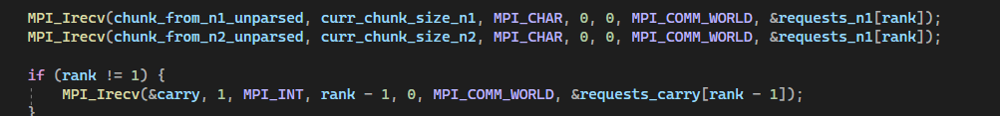 MPI_Irecv(chunk_from_n1_unparsed, curr_chunk_size_n1, MPI_CHAR, 0, 0, MPI_COMM_WORLD, &requests_n1[rank]);
MPI_Irecv(chunk_from_n2_unparsed, curr_chunk_size_n2, MPI_CHAR, 0, 0, MPI_COMM_WORLD, &requests_n1[rank]);
if (rank != 1) {
MPI_Irecv(&carry, 1, MPI_INT, rank - 1, 0, MPI_COMM_WORLD, &requests_carry[rank - 1]);
}